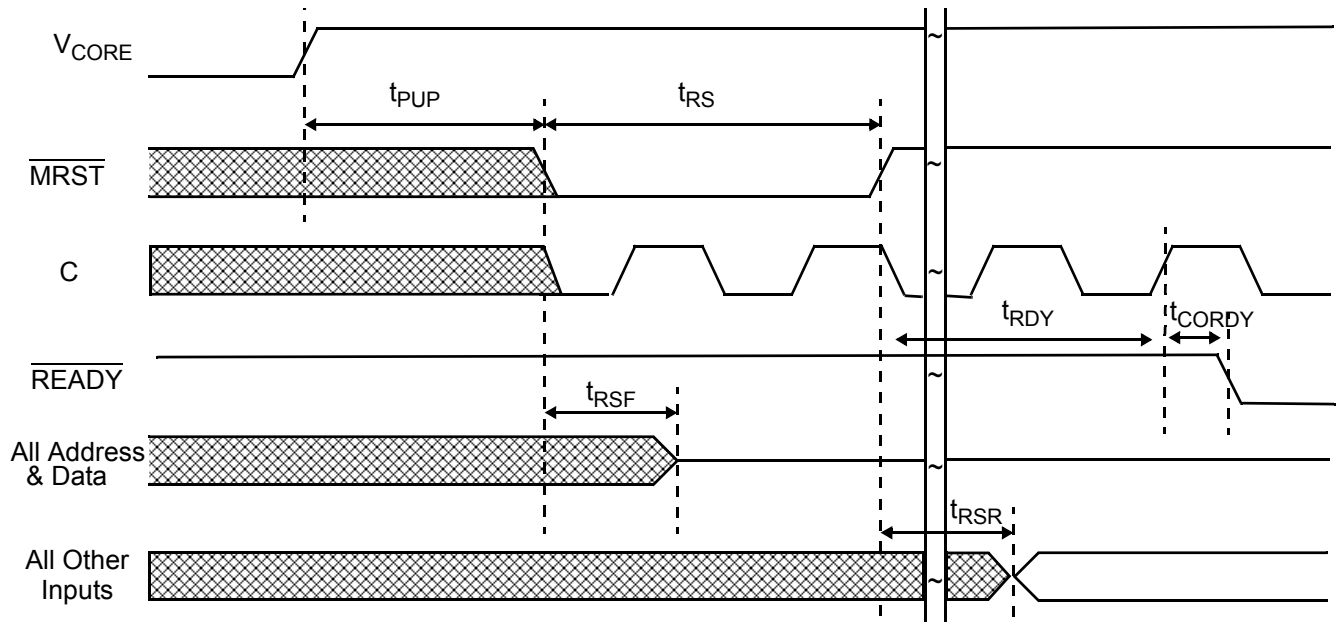 VCORE
tPUP
tRS
MRST
C
tRDY
tCORDY
READY
tRSF
All Address
& Data
tRSR
All Other
Inputs
~
~
~
~
~
~